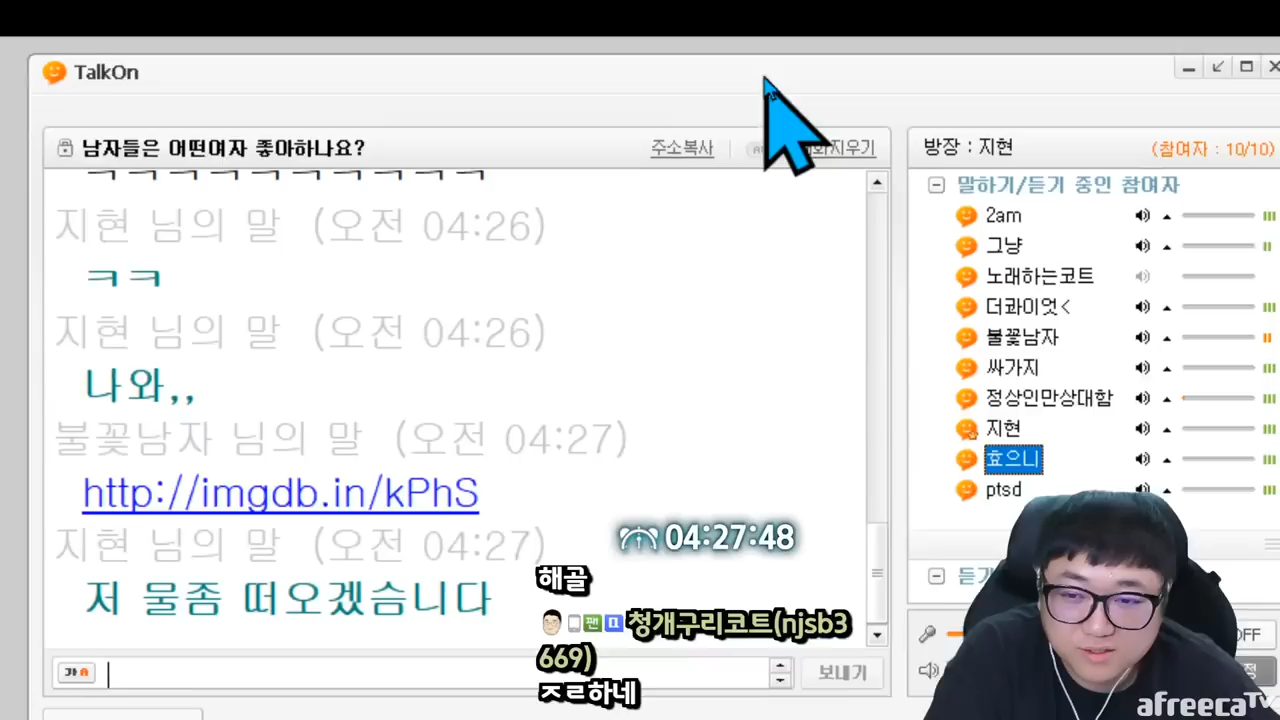 TalkOn
남자들은 어떤여자 좋아하나요?
주소복사
화지우기
ㅋㅋㅋㅋㅋㅋㅋㅋㅋㅋ
지현 님의 말 (오전 04:26)
ㅋㅋ
지현 님의 말 (오전 04:26)
나와,,
불꽃남자 님의 말 (오전 04:27)
http://imgdb.in/kPhS
지현 님의 말 (오전 04:27)
저 물좀 떠오겠습니다
보내기
방장 : 지현
(참여자 : 10/10)
말하기/듣기 중인 참여자
2am
그냥
노래하는코트
더콰이엇<
불꽃남자
싸가지
정상인만상대함
지현
효으니
ptsd
듣기
OFF
정
04:27:48
해골
팬 청개구리코트(njsb3
669)
ㅈㄹ하네
afreecaTV